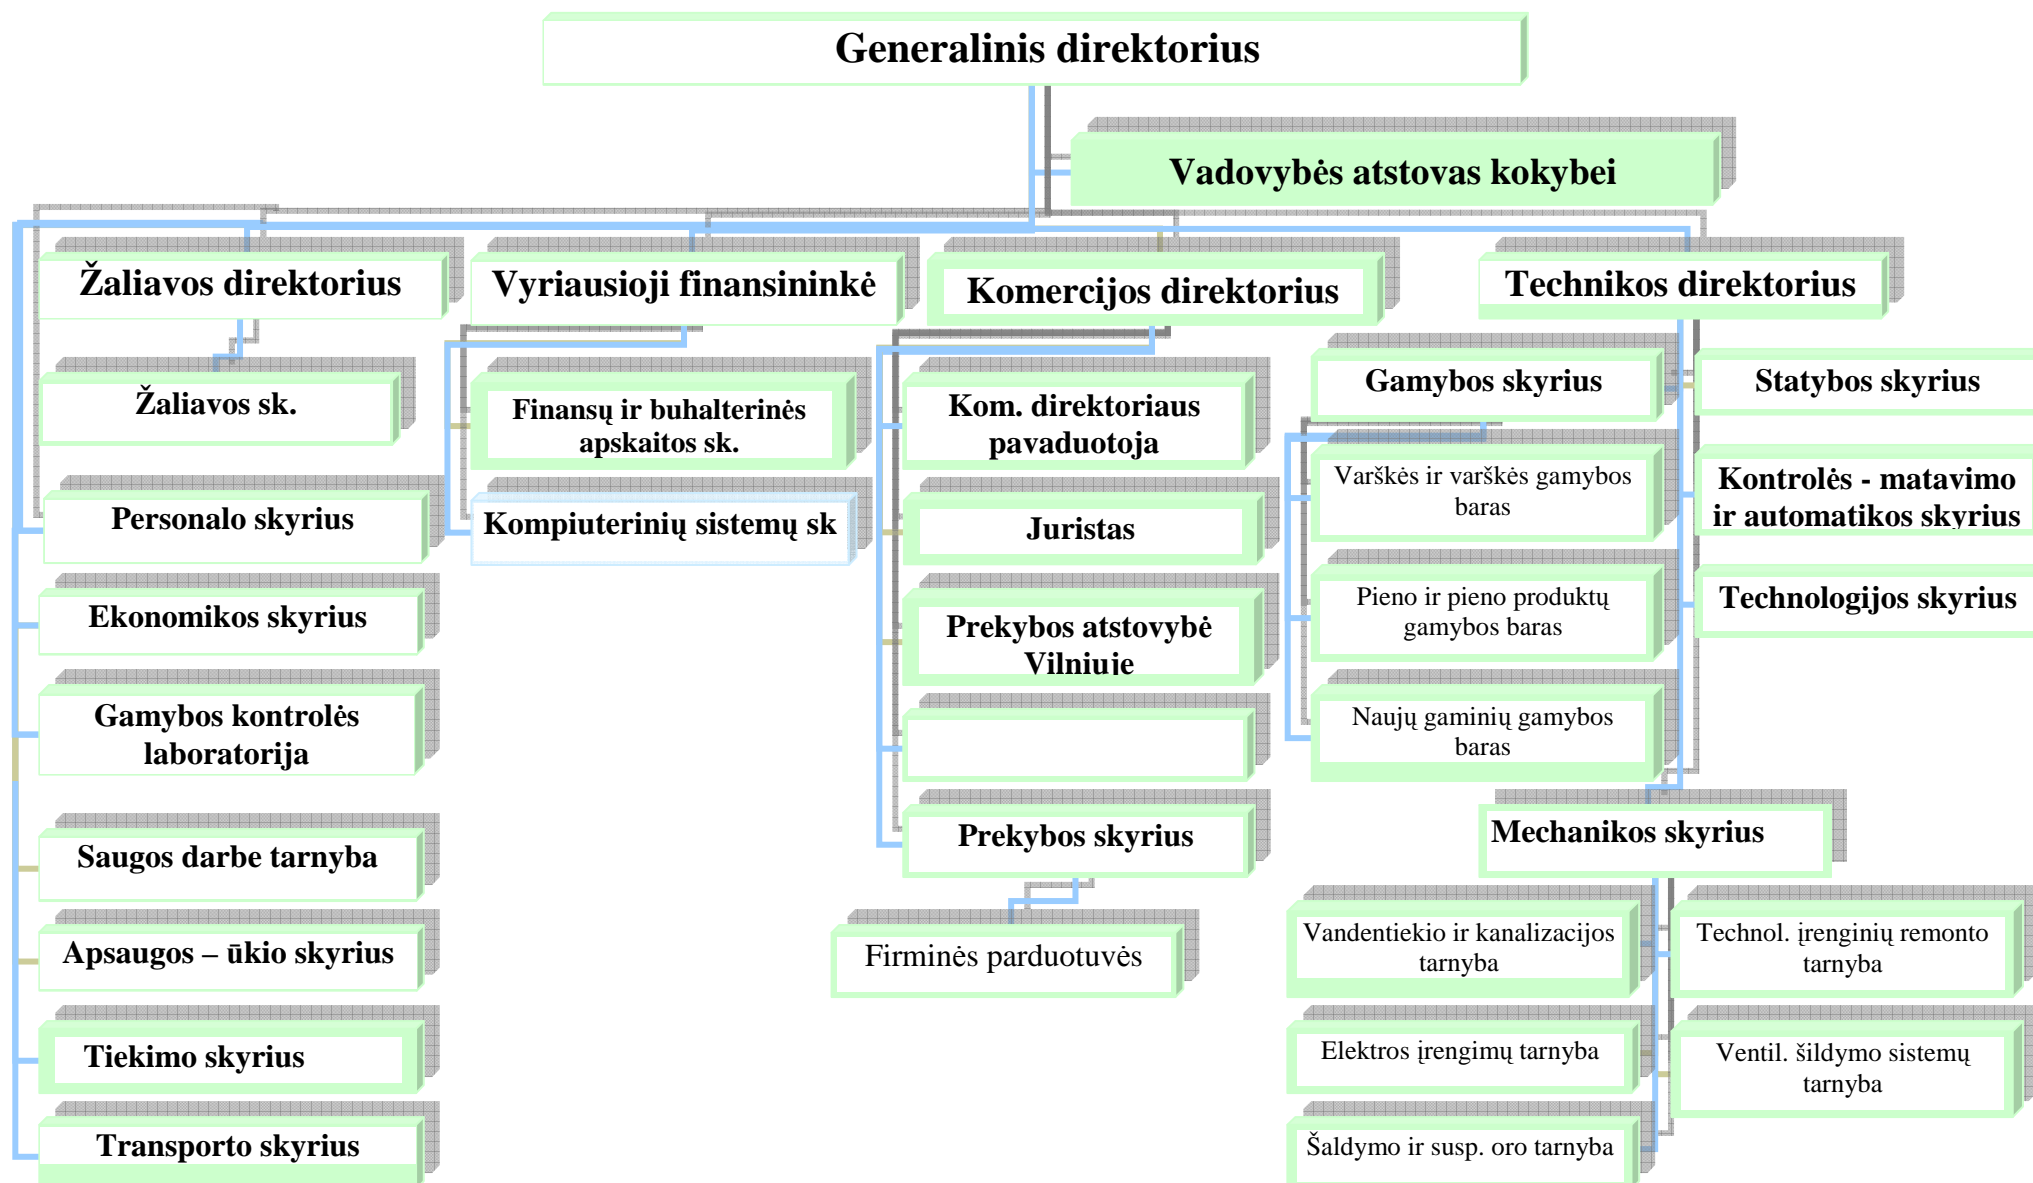 Generalinis direktorius
Vadovybės atstovas kokybei
Žaliavos direktorius
Vyriausioji finansininkė
Komercijos direktorius
Technikos direktorius
Žaliavos sk.
Finansų ir buhalterinės
apskaitos sk.
Kom. direktoriaus
pavaduotoja
Gamybos skyrius
Statybos skyrius
Varškės ir varškės gamybos
baras
Kontrolės - matavimo
ir automatikos skyrius
Personalo skyrius
Kompiuterinių sistemų sk
Juristas
Ekonomikos skyrius
Prekybos atstovybė
Vilniuje
Pieno ir pieno produktų
gamybos baras
Technologijos skyrius
Gamybos kontrolės
laboratorija
Naujų gaminių gamybos
baras
Saugos darbe tarnyba
Prekybos skyrius
Mechanikos skyrius
Apsaugos – ūkio skyrius
Firminės parduotuvės
Vandentiekio ir kanalizacijos
tarnyba
Technol. įrenginių remonto
tarnyba
Tiekimo skyrius
Elektros įrengimų tarnyba
Ventil. šildymo sistemų
tarnyba
Transporto skyrius
Šaldymo ir susp. oro tarnyba